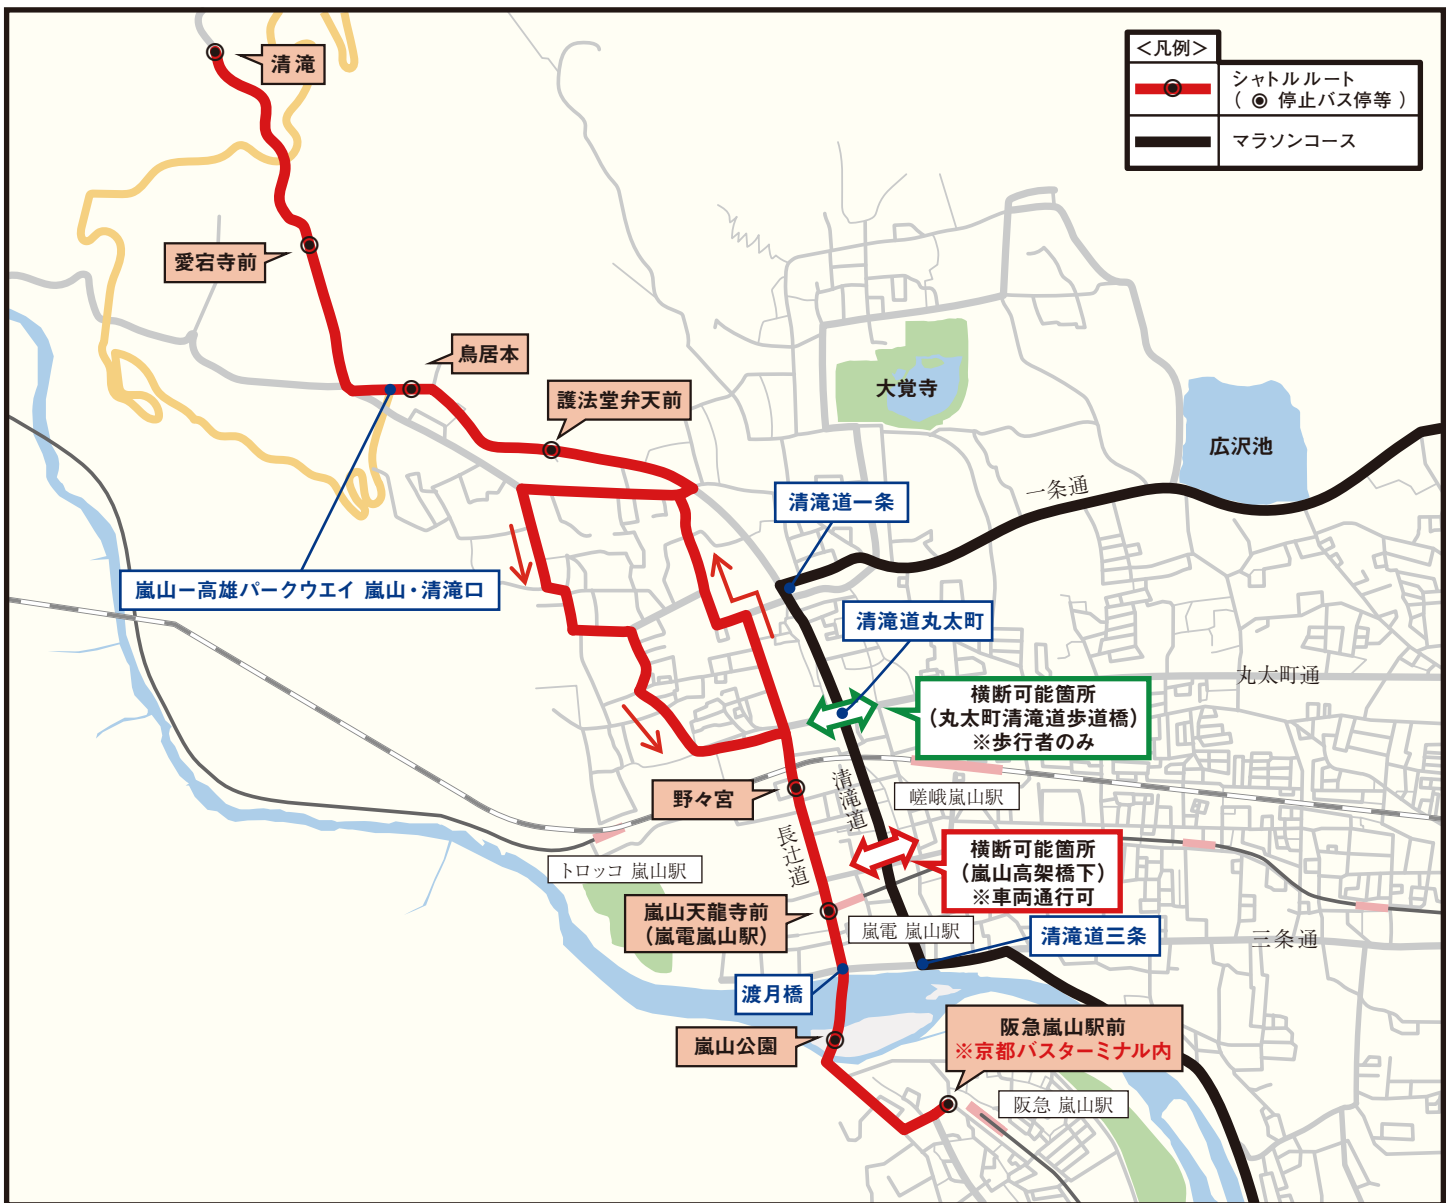 ＜凡例＞
シャトルルート
（ ◉ 停止バス停等 ）
マラソンコース
清滝
愛宕寺前
鳥居本
護法堂弁天前
大覚寺
広沢池
一条通
清滝道一条
嵐山ー高雄パークウエイ 嵐山・清滝口
清滝道丸太町
丸太町通
横断可能箇所
（丸太町清滝道歩道橋）
※歩行者のみ
清滝道
嵯峨嵐山駅
野々宮
長辻道
横断可能箇所
（嵐山高架橋下）
※車両通行可
トロッコ 嵐山駅
嵐山天龍寺前
（嵐電嵐山駅）
嵐電 嵐山駅
清滝道三条
三条通
渡月橋
嵐山公園
阪急嵐山駅前
※京都バスターミナル内
阪急 嵐山駅